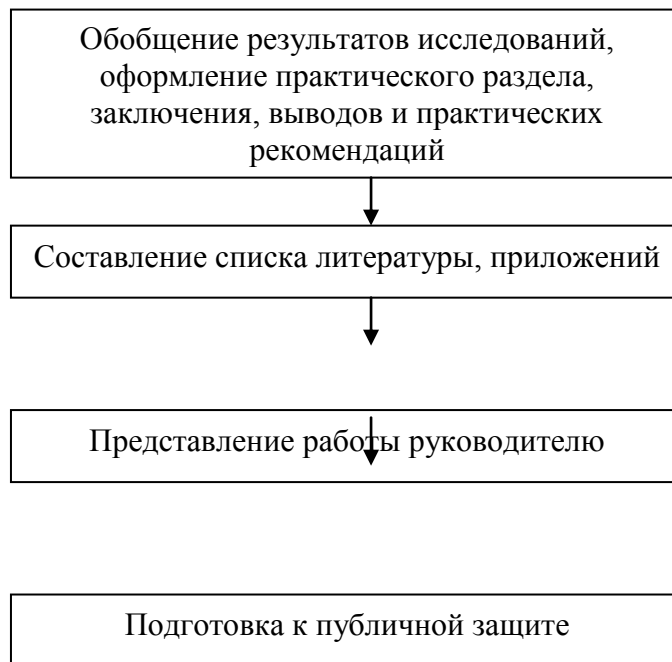 Обобщение результатов исследований,
оформление практического раздела,
заключения, выводов и практических
рекомендаций
Составление списка литературы, приложений
Представление работы руководителю
Подготовка к публичной защите